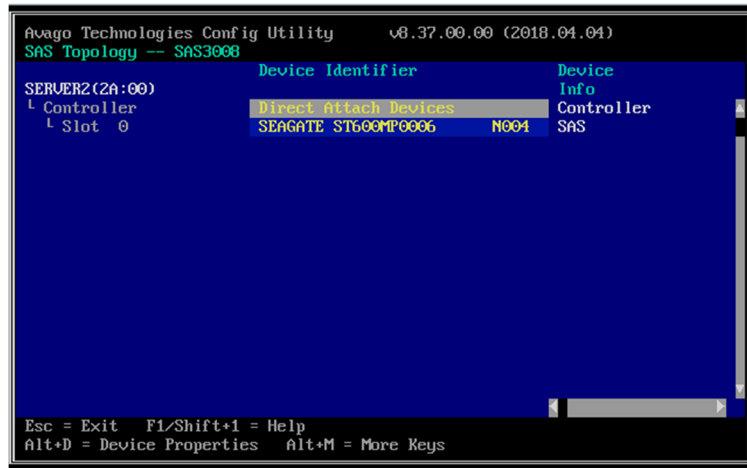 Avago Technologies Config Utility v8.37.00.00 (2018.04.04)
SAS Topology -- SAS3008
Device Identifier Device
SERVER2(2A:00) Info
└ Controller Direct Attach Devices Controller
└ Slot 0 SEAGATE ST600MP0006 N004 SAS
Esc = Exit F1/Shift+1 = Help
Alt+D = Device Properties Alt+M = More Keys